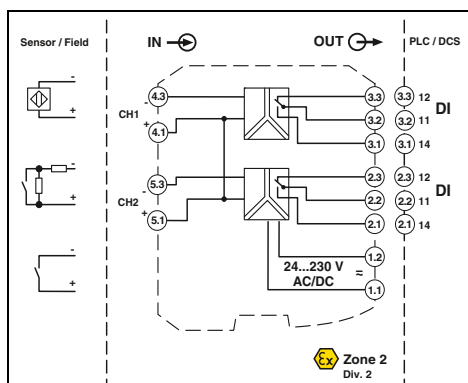 Sensor / Field
IN
OUT
PLC / DCS
-
+
-
+
-
+
CH1
-
4.3
+
4.1
CH2
5.3
-
+
5.1
3.3
3.2
3.1
2.3
2.2
2.1
1.2
1.1
3.3 12
3.2 11
3.1 14
DI
2.3 12
2.2 11
2.1 14
DI
24...230 V
AC/DC
≈
Ex
Zone 2
Div. 2